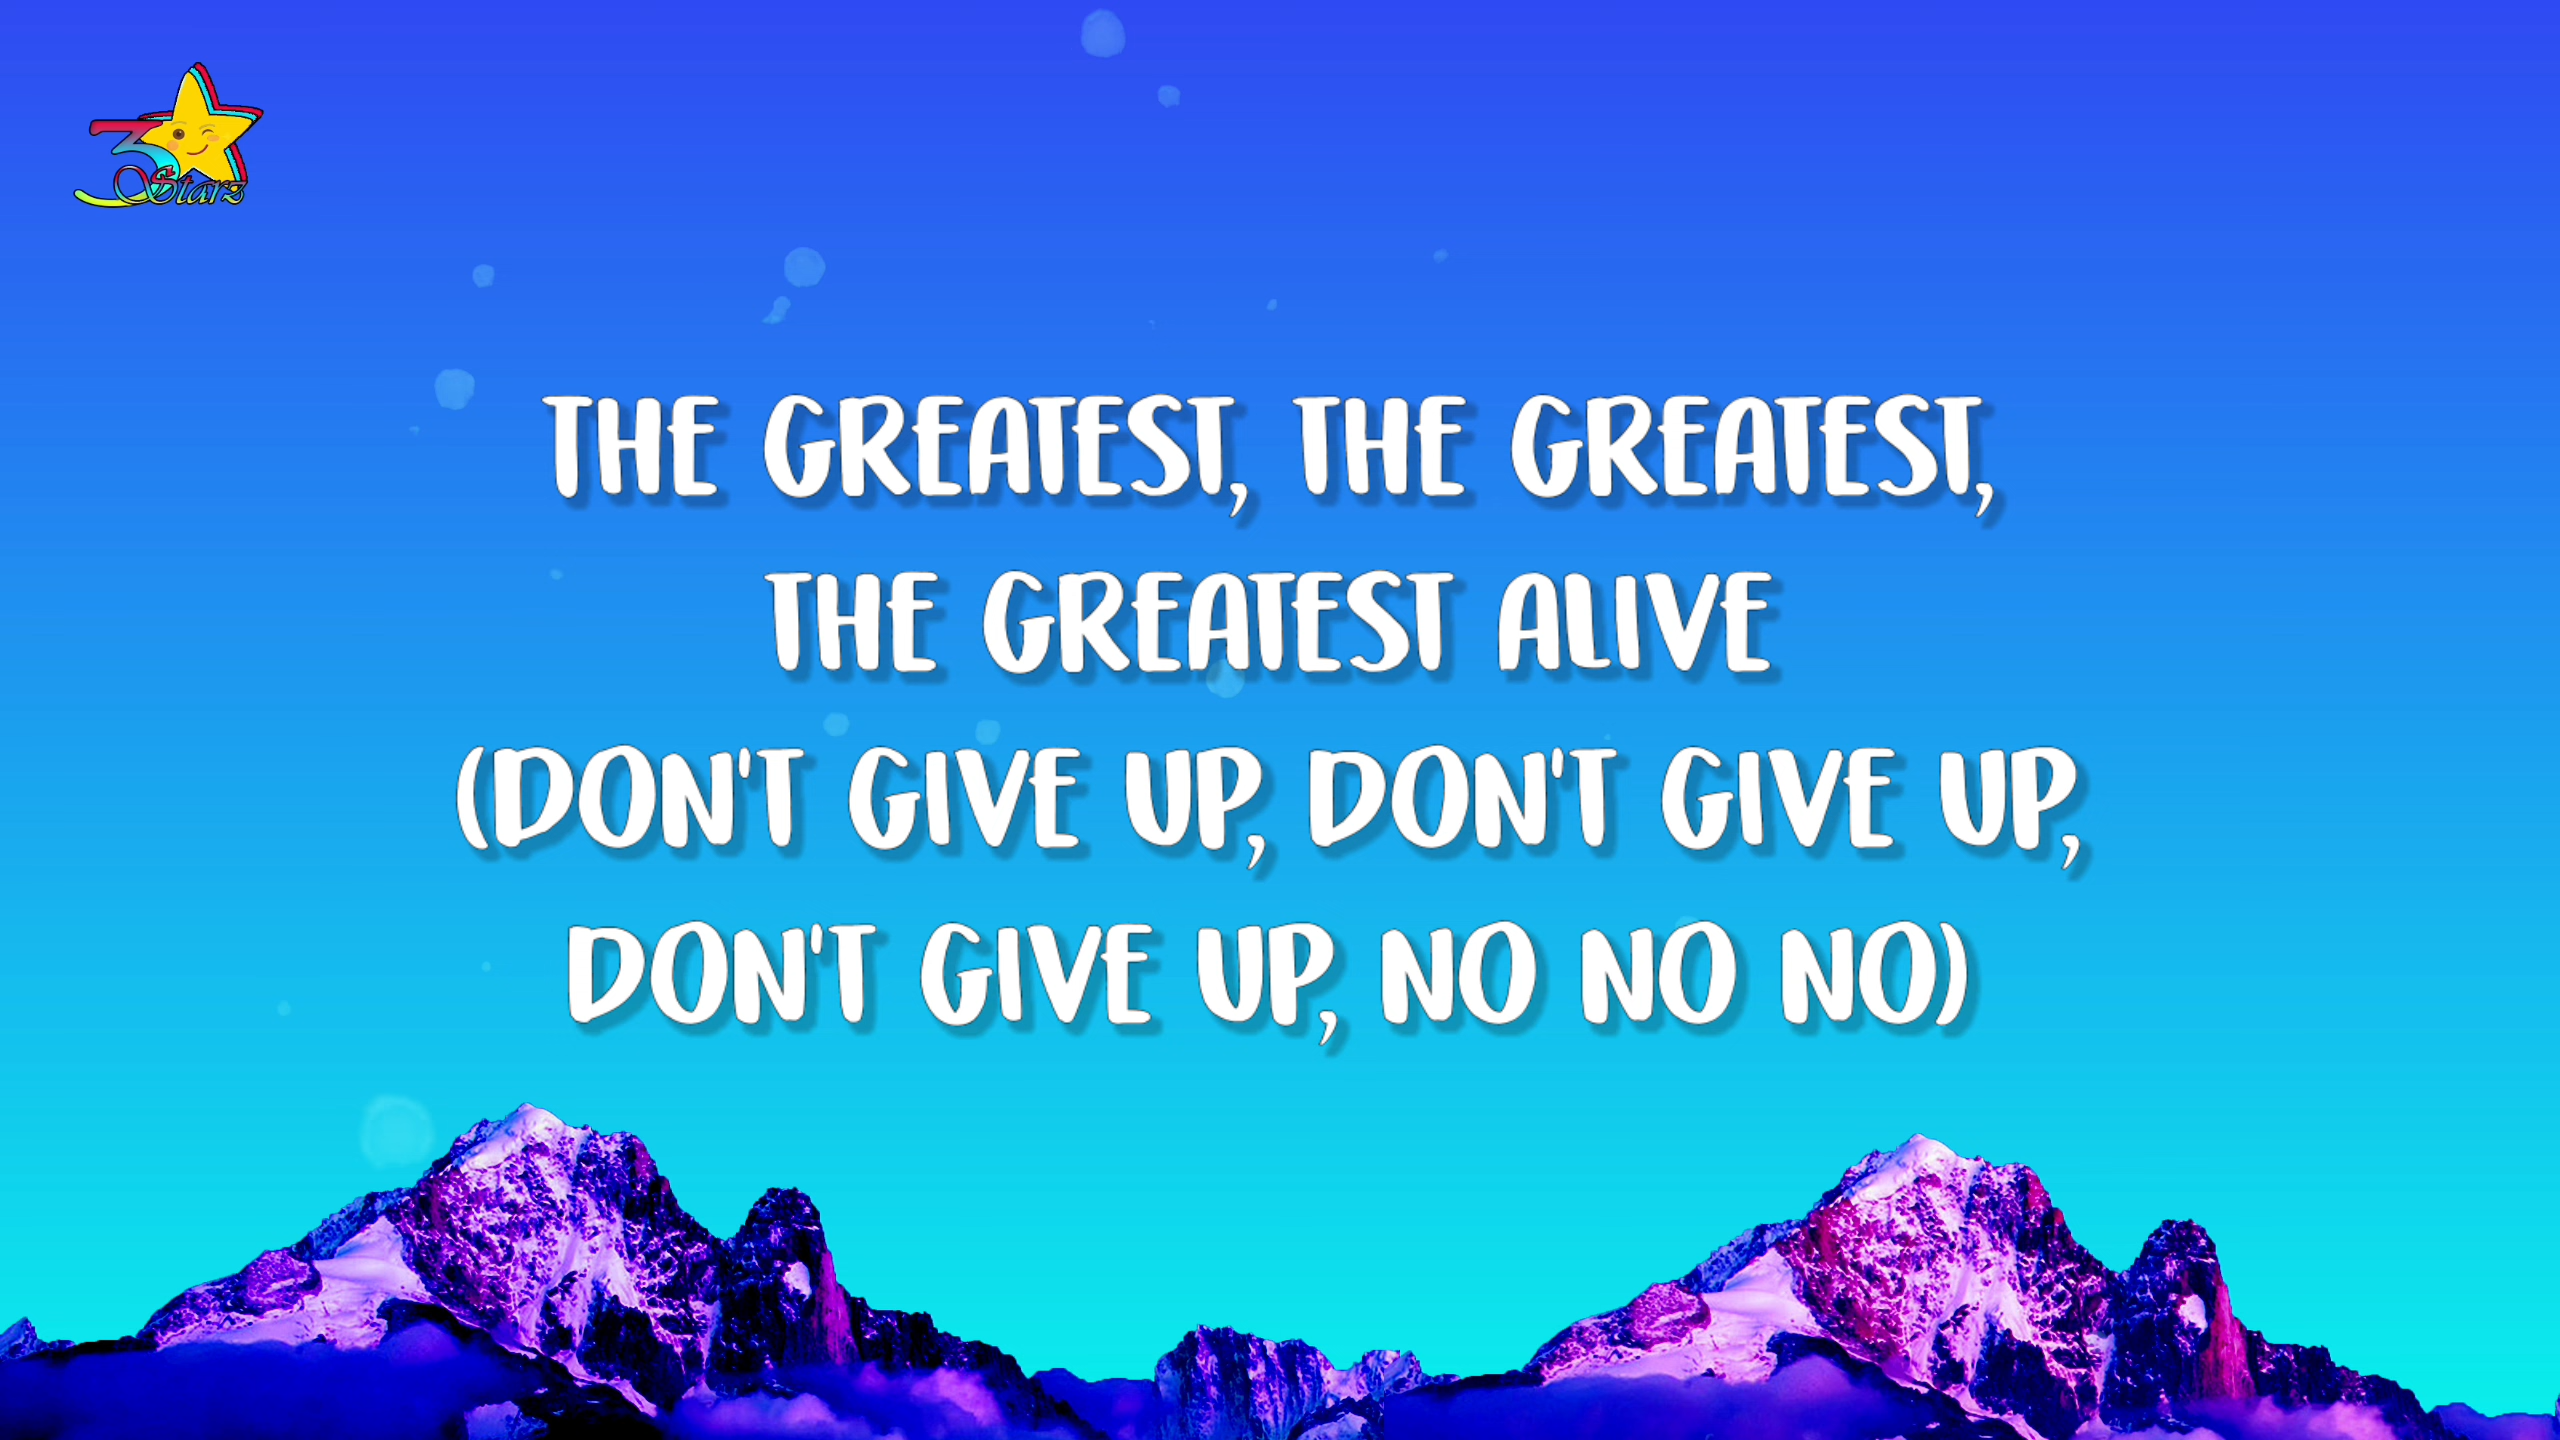 3
Starz
THE GREATEST, THE GREATEST,
THE GREATEST ALIVE
(DON'T GIVE UP, DON'T GIVE UP,
DON'T GIVE UP, NO NO NO)